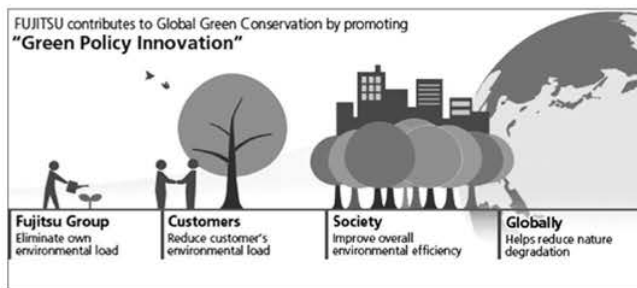 FUJITSU contributes to Global Green Conservation by promoting
“Green Policy Innovation”
Fujitsu Group
Eliminate own
environmental load
Customers
Reduce customer's
environmental load
Society
Improve overall
environmental efficiency
Globally
Helps reduce nature
degradation